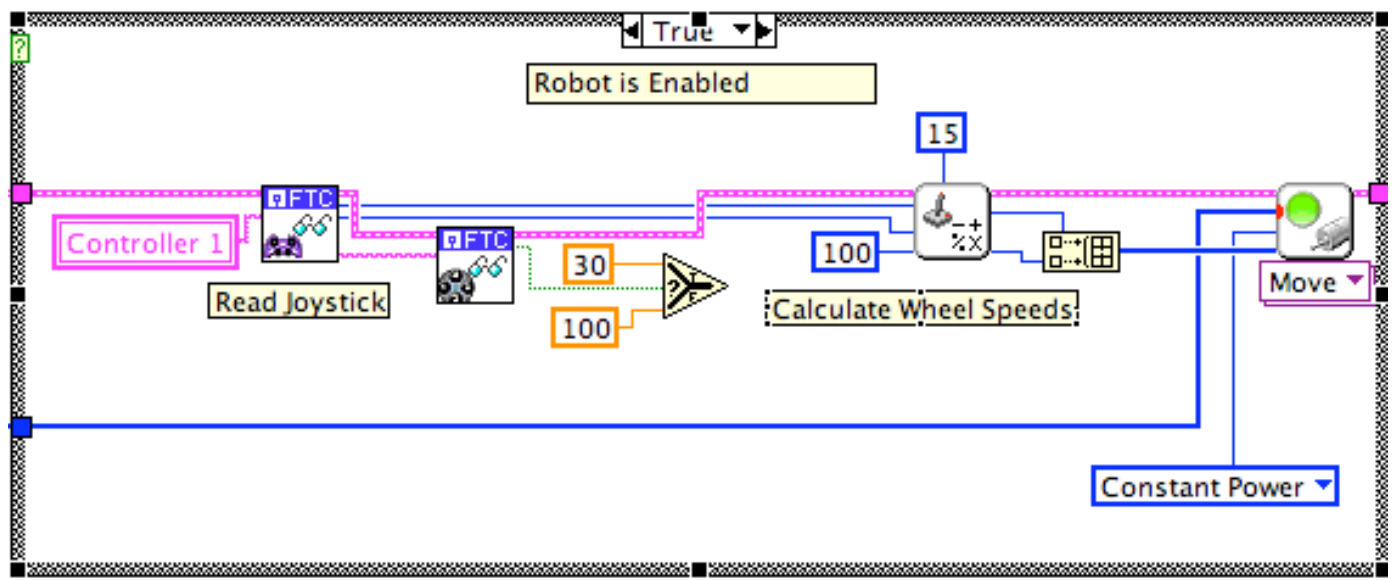 True
?
Robot is Enabled
15
FTC
Controller 1
FTC
30
100
Read Joystick
100
?
T
F
Calculate Wheel Speeds
Move
Constant Power